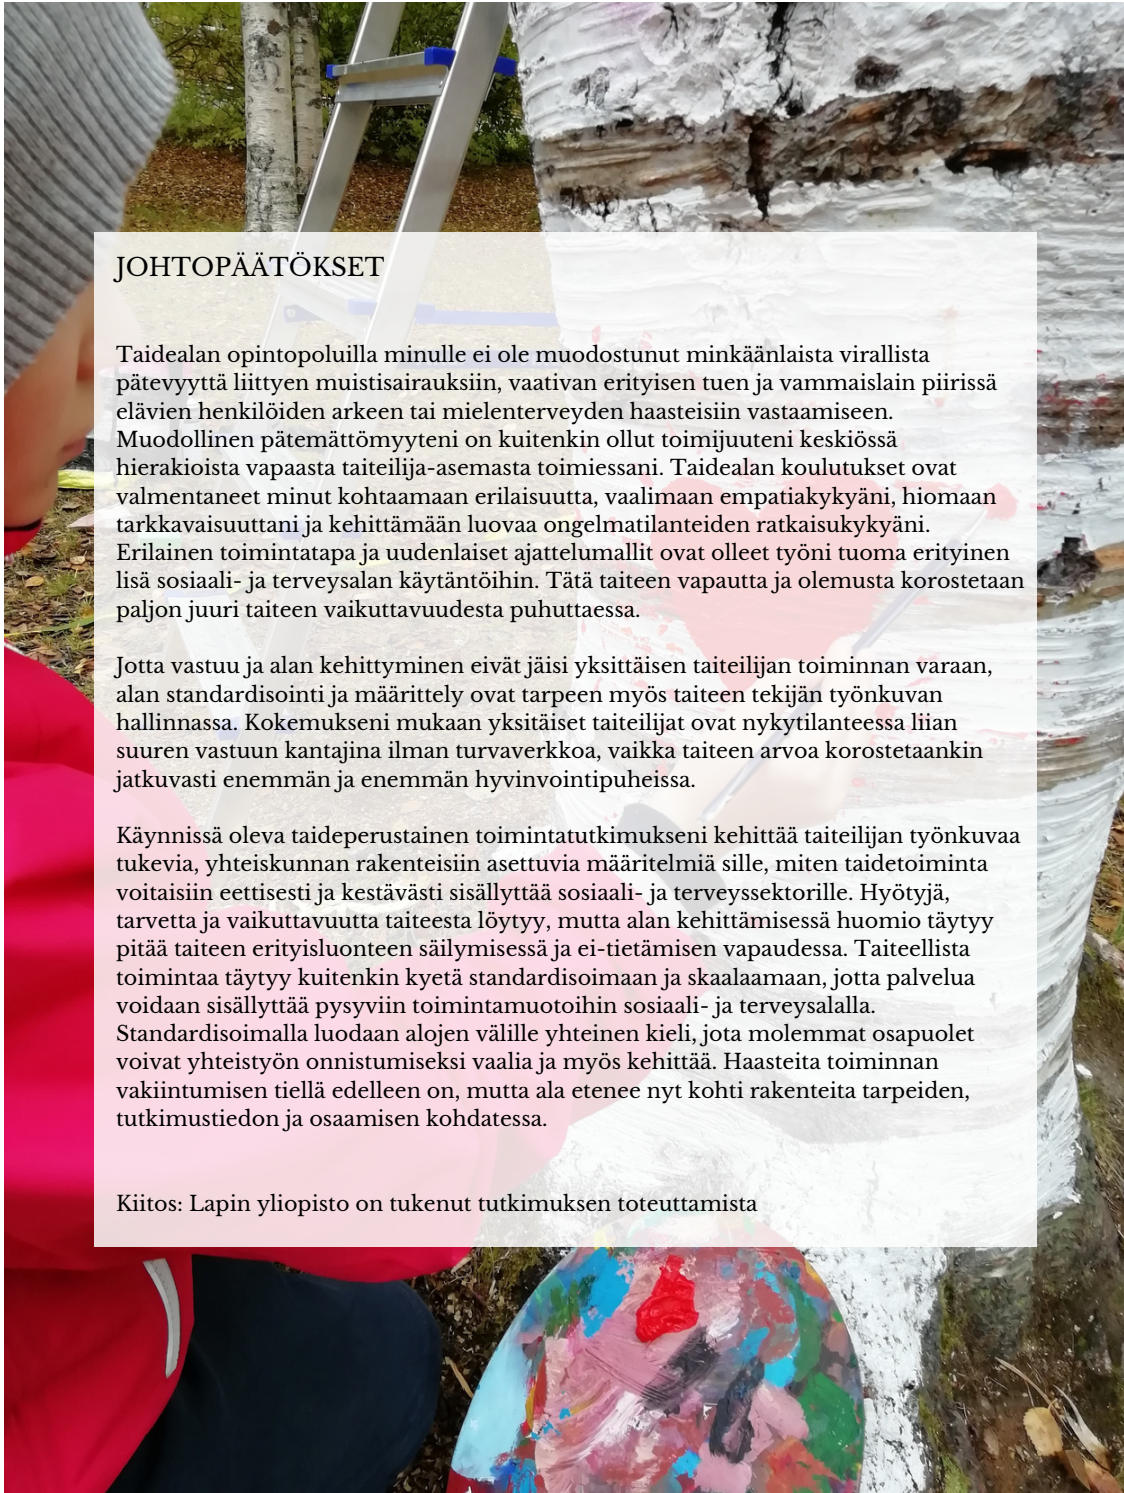 JOHTOPÄÄTÖKSET
Taidealan opintopoluilla minulle ei ole muodostunut minkäänlaista virallista
pätevyyttä liittyen muistisairauksiin, vaativan erityisen tuen ja vammaislain piirissä
elävien henkilöiden arkeen tai mielenterveyden haasteisiin vastaamiseen.
Muodollinen pätemättömyyteni on kuitenkin ollut toimijuuteni keskiössä
hierakioista vapaasta taiteilija-asemasta toimiessani. Taidealan koulutukset ovat
valmentaneet minut kohtaamaan erilaisuutta, vaalimaan empatiakykyäni, hiomaan
tarkkavaisuuttani ja kehittämään luovaa ongelmatilanteiden ratkaisukykyäni.
Erilainen toimintatapa ja uudenlaiset ajattelumallit ovat olleet työni tuoma erityinen
lisä sosiaali- ja terveysalan käytäntöihin. Tätä taiteen vapautta ja olemusta korostetaan
paljon juuri taiteen vaikuttavuudesta puhuttaessa.
Jotta vastuu ja alan kehittyminen eivät jäisi yksittäisen taiteilijan toiminnan varaan,
alan standardisointi ja määrittely ovat tarpeen myös taiteen tekijän työnkuvan
hallinnassa. Kokemukseni mukaan yksitäiset taiteilijat ovat nykytilanteessa liian
suuren vastuun kantajina ilman turvaverkkoa, vaikka taiteen arvoa korostetaankin
jatkuvasti enemmän ja enemmän hyvinvointipuheissa.
Käynnissä oleva taideperustainen toimintatutkimukseni kehittää taiteilijan työnkuvaa
tukevia, yhteiskunnan rakenteisiin asettuvia määritelmiä sille, miten taidetoiminta
voitaisiin eettisesti ja kestävästi sisällyttää sosiaali- ja terveyssektorille. Hyötyjä,
tarvetta ja vaikuttavuutta taiteesta löytyy, mutta alan kehittämisessä huomio täytyy
pitää taiteen erityisluonteen säilymisessä ja ei-tietämisen vapaudessa. Taiteellista
toimintaa täytyy kuitenkin kyetä standardisoimaan ja skaalaamaan, jotta palvelua
voidaan sisällyttää pysyviin toimintamuotoihin sosiaali- ja terveysalalla.
Standardisoimalla luodaan alojen välille yhteinen kieli, jota molemmat osapuolet
voivat yhteistyön onnistumiseksi vaalia ja myös kehittää. Haasteita toiminnan
vakiintumisen tiellä edelleen on, mutta ala etenee nyt kohti rakenteita tarpeiden,
tutkimustiedon ja osaamisen kohdatessa.
Kiitos: Lapin yliopisto on tukenut tutkimuksen toteuttamista